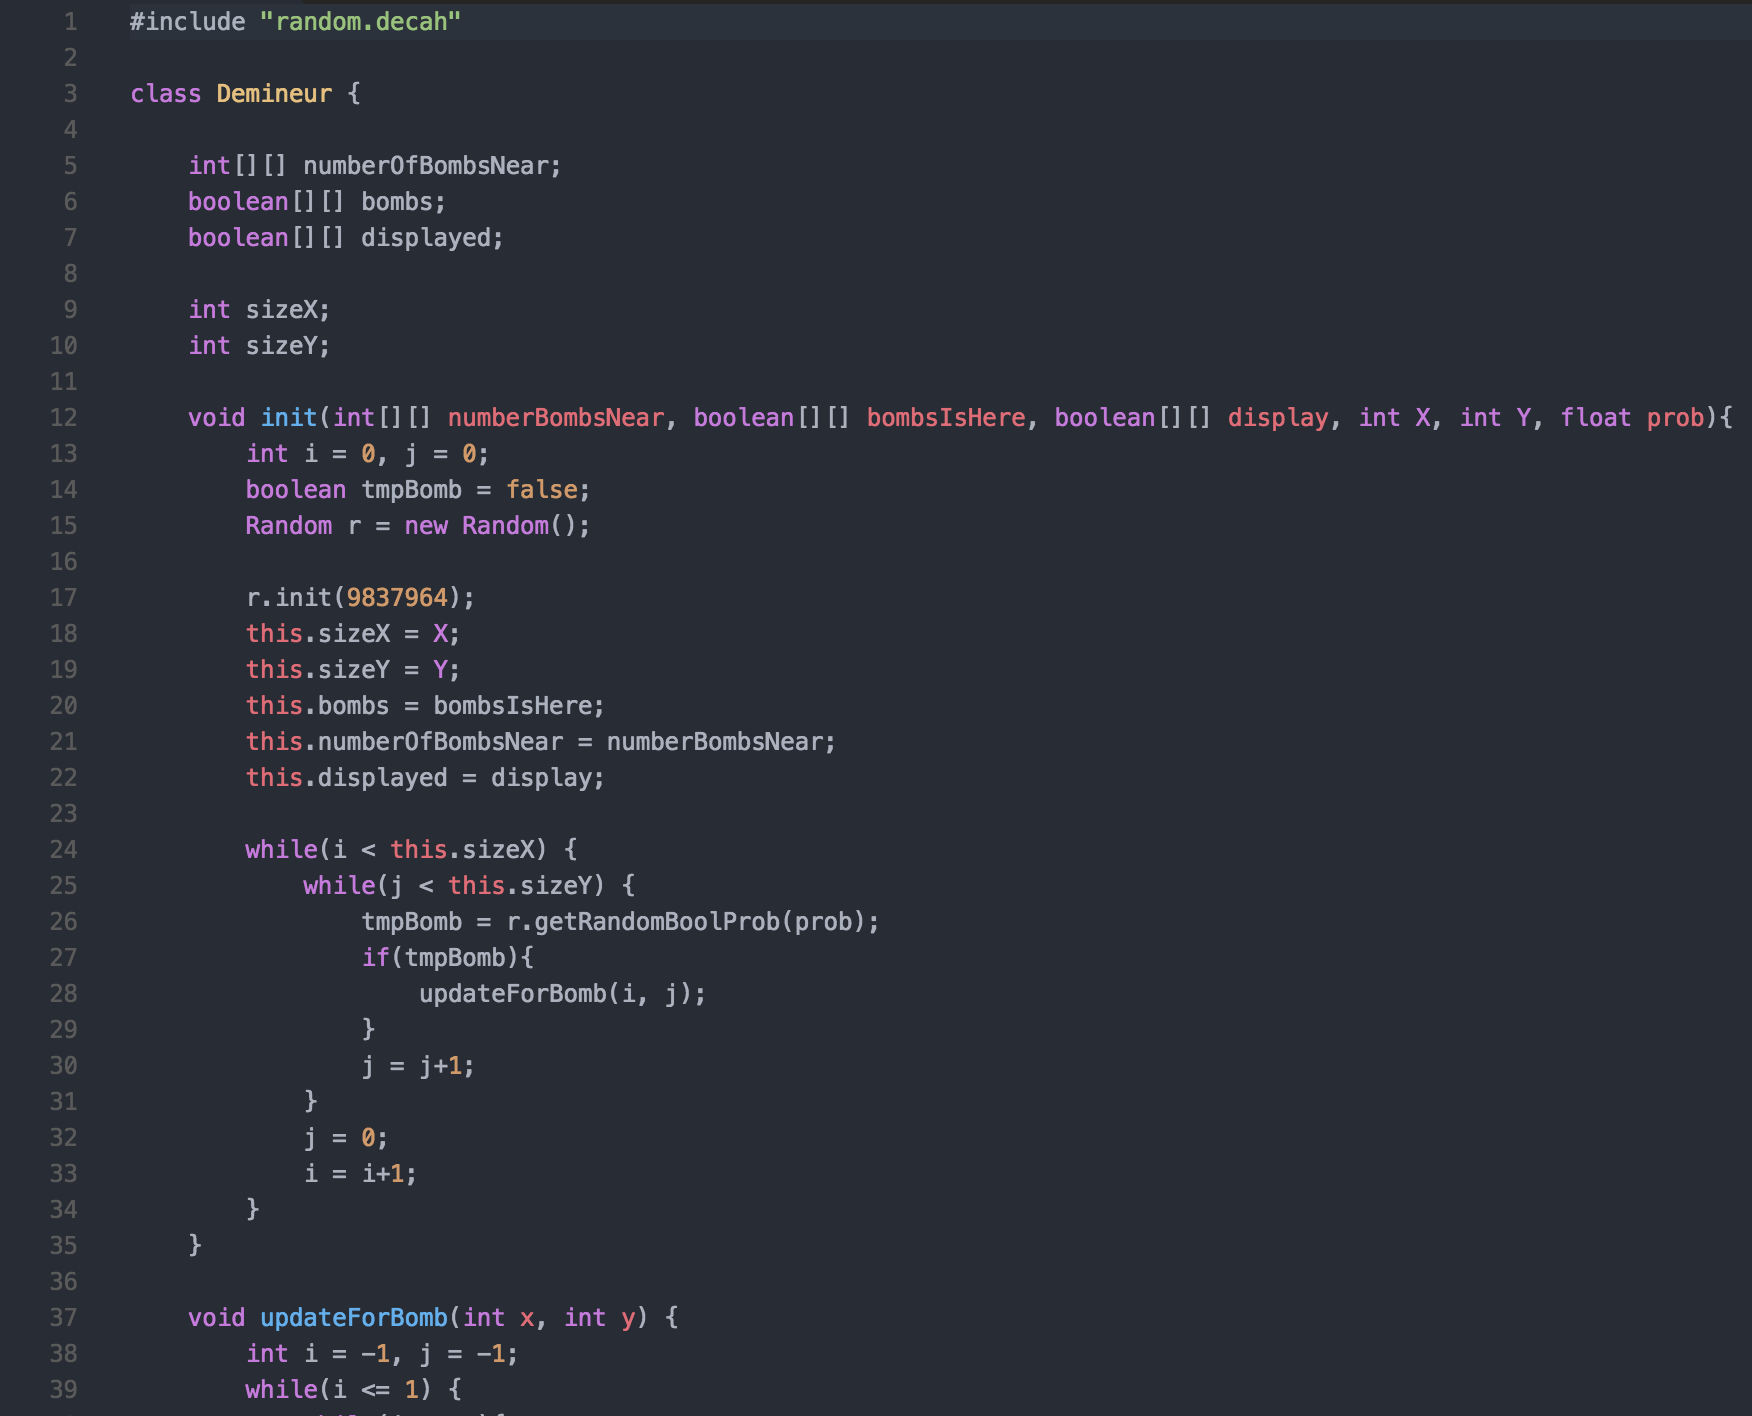 1 #include "random.decah"
2
3 class Demineur {
4
5     int[][] numberOfBombsNear;
6     boolean[][] bombs;
7     boolean[][] displayed;
8
9     int sizeX;
10     int sizeY;
11
12     void init(int[][] numberBombsNear, boolean[][] bombsIsHere, boolean[][] display, int X, int Y, float prob){
13         int i = 0, j = 0;
14         boolean tmpBomb = false;
15         Random r = new Random();
16
17         r.init(9837964);
18         this.sizeX = X;
19         this.sizeY = Y;
20         this.bombs = bombsIsHere;
21         this.numberOfBombsNear = numberBombsNear;
22         this.displayed = display;
23
24         while(i < this.sizeX) {
25             while(j < this.sizeY) {
26                 tmpBomb = r.getRandomBoolProb(prob);
27                 if(tmpBomb){
28                     updateForBomb(i, j);
29                 }
30                 j = j+1;
31             }
32             j = 0;
33             i = i+1;
34         }
35     }
36
37     void updateForBomb(int x, int y) {
38         int i = -1, j = -1;
39         while(i <= 1) {